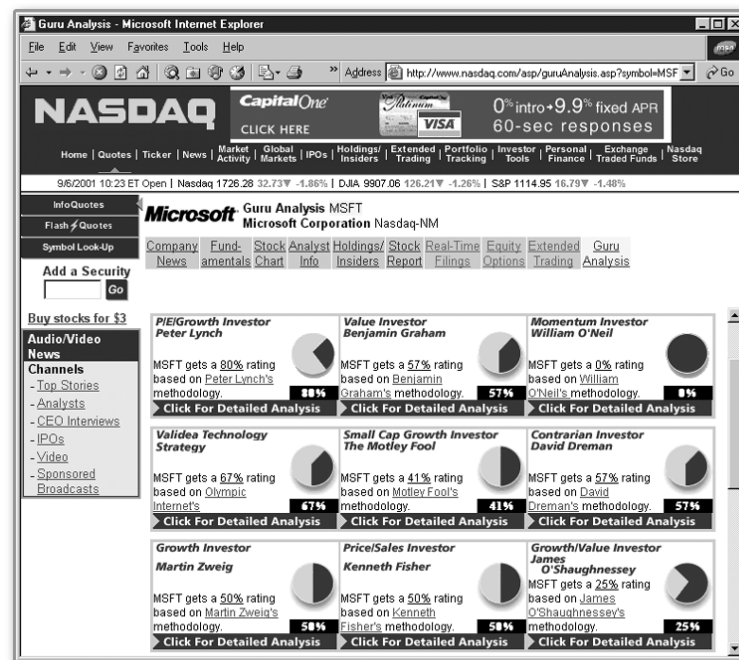 Guru Analysis - Microsoft Internet Explorer
File Edit View Favorites Tools Help
msn
» Address http://www.nasdaq.com/asp/guruAnalysis.asp?symbol=MSF Go
NASDAQ
CapitalOne
CLICK HERE
Platinum
VISA
0% intro 9.9% fixed APR
60-sec responses
Home | Quotes | Ticker | News | Market Activity | Global Markets | IPOs | Holdings/ Insiders | Extended Trading | Portfolio Tracking | Investor Tools | Personal Finance | Exchange Traded Funds | Nasdaq Store
9/6/2001 10:23 ET Open | Nasdaq 1726.28 32.73▼ -1.86% | DJIA 9907.06 126.21▼ -1.26% | S&P 1114.95 16.79▼ -1.48%
InfoQuotes
Flash Quotes
Symbol Look-Up
Add a Security
Go
Buy stocks for $3
Audio/Video
News
Channels
- Top Stories
- Analysts
- CEO Interviews
- IPOs
- Video
- Sponsored
Broadcasts
Microsoft Guru Analysis MSFT
Microsoft Corporation Nasdaq-NM
Company Fund- Stock Analyst Holdings/ Stock Real-Time Equity Extended Guru
News amentals Chart Info Insiders Report Filings Options Trading Analysis
P/E/Growth Investor
Peter Lynch
MSFT gets a 80% rating
based on Peter Lynch's
methodology.
80%
Click For Detailed Analysis
Value Investor
Benjamin Graham
MSFT gets a 57% rating
based on Benjamin
Graham's methodology.
57%
Click For Detailed Analysis
Momentum Investor
William O'Neil
MSFT gets a 0% rating
based on William
O'Neil's methodology.
0%
Click For Detailed Analysis
Validea Technology
Strategy
MSFT gets a 67% rating
based on Olympic
Internet's
67%
Click For Detailed Analysis
Small Cap Growth Investor
The Motley Fool
MSFT gets a 41% rating
based on Motley Fool's
methodology.
41%
Click For Detailed Analysis
Contrarian Investor
David Dreman
MSFT gets a 57% rating
based on David
Dreman's methodology.
57%
Click For Detailed Analysis
Growth Investor
Martin Zweig
MSFT gets a 50% rating
based on Martin Zweig's
methodology.
50%
Click For Detailed Analysis
Price/Sales Investor
Kenneth Fisher
MSFT gets a 50% rating
based on Kenneth
Fisher's methodology.
50%
Click For Detailed Analysis
Growth/Value Investor
James
O'Shaughnessey
MSFT gets a 25% rating
based on James
O'Shaughnessey's
methodology.
25%
Click For Detailed Analysis